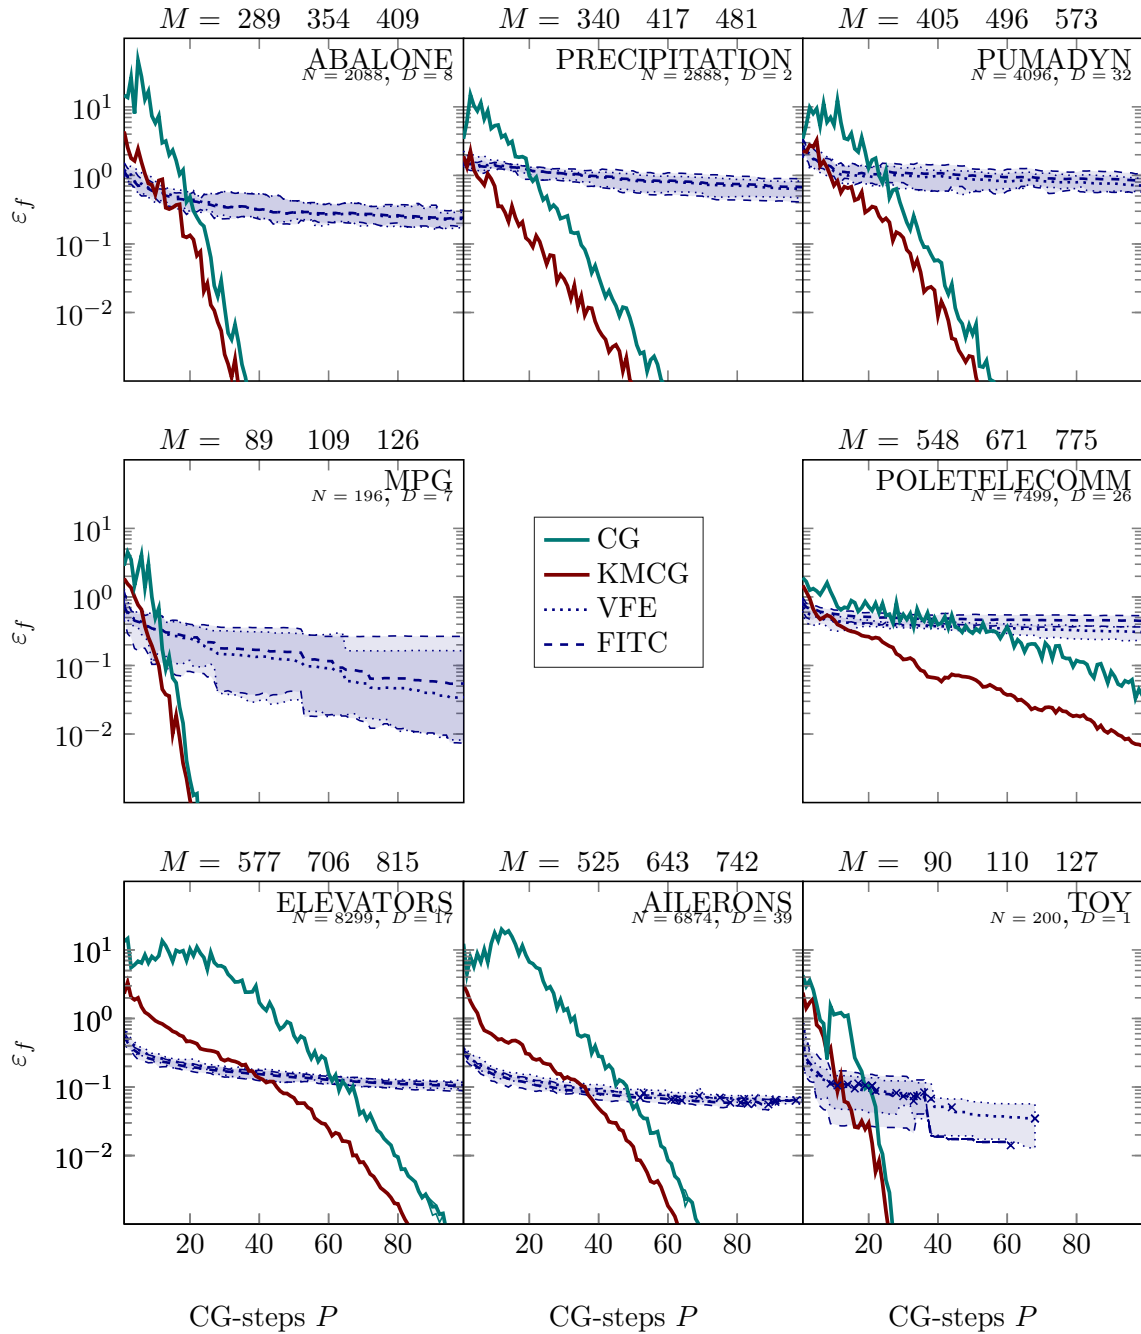 M = 289 354 409
M = 340 417 481
M = 405 496 573
ABALONE
N = 2088, D = 8
PRECIPITATION
N = 2888, D = 2
PUMADYN
N = 4096, D = 32
ε_f
10^1
10^0
10^−1
10^−2
M = 89 109 126
M = 548 671 775
MPG
N = 196, D = 7
POLETELECOMM
N = 7499, D = 26
CG
KMCG
VFE
FITC
ε_f
10^1
10^0
10^−1
10^−2
M = 577 706 815
M = 525 643 742
M = 90 110 127
ELEVATORS
N = 8299, D = 17
AILERONS
N = 6874, D = 39
TOY
N = 200, D = 1
ε_f
10^1
10^0
10^−1
10^−2
20 40 60 80
20 40 60 80
20 40 60 80
CG-steps P
CG-steps P
CG-steps P